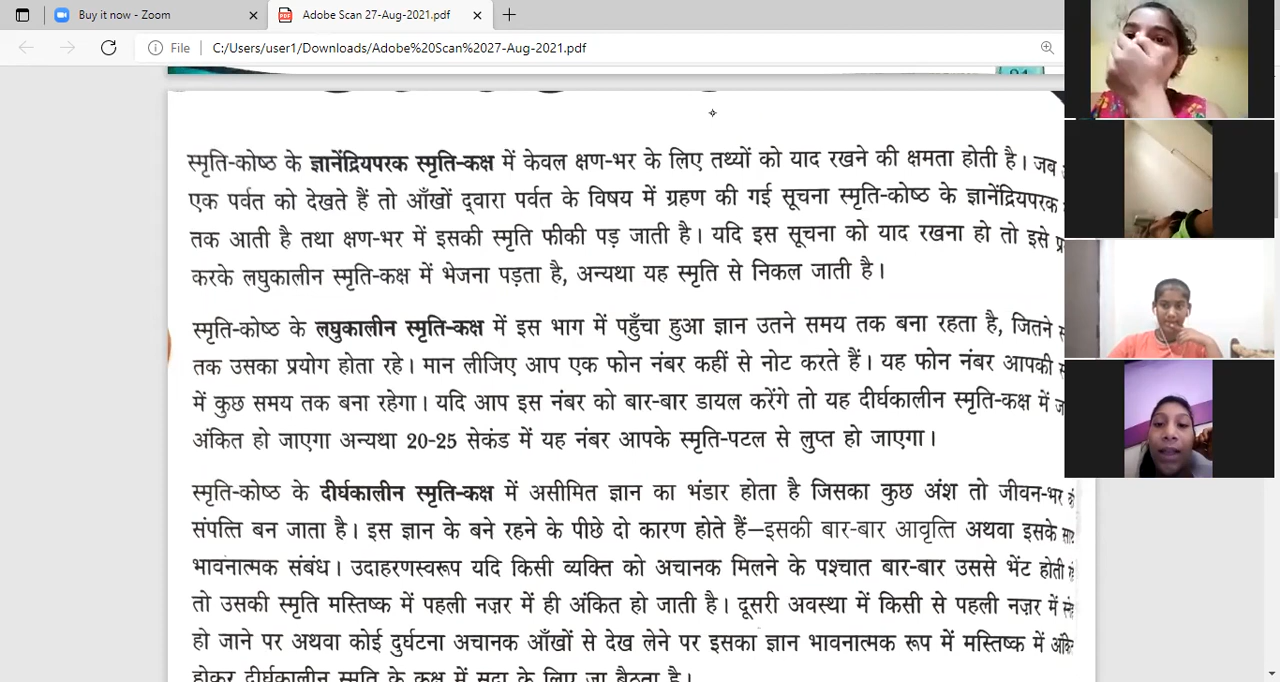 Buy it now - Zoom
Adobe Scan 27-Aug-2021.pdf
File
C:/Users/user1/Downloads/Adobe%20Scan%2027-Aug-2021.pdf
स्मृति-कोष्ठ के ज्ञानेंद्रियपरक स्मृति-कक्ष में केवल क्षण-भर के लिए तथ्यों को याद रखने की क्षमता होती है। जब
एक पर्वत को देखते हैं तो आँखों द्वारा पर्वत के विषय में ग्रहण की गई सूचना स्मृति-कोष्ठ के ज्ञानेंद्रियपरक
तक आती है तथा क्षण-भर में इसकी स्मृति फीकी पड़ जाती है। यदि इस सूचना को याद रखना हो तो इसे
करके लघुकालीन स्मृति-कक्ष में भेजना पड़ता है, अन्यथा यह स्मृति से निकल जाती है।
स्मृति-कोष्ठ के लघुकालीन स्मृति-कक्ष में इस भाग में पहुँचा हुआ ज्ञान उतने समय तक बना रहता है, जितने
तक उसका प्रयोग होता रहे। मान लीजिए आप एक फोन नंबर कहीं से नोट करते हैं। यह फोन नंबर आपकी
में कुछ समय तक बना रहेगा। यदि आप इस नंबर को बार-बार डायल करेंगे तो यह दीर्घकालीन स्मृति-कक्ष में
अंकित हो जाएगा अन्यथा 20-25 सेकंड में यह नंबर आपके स्मृति-पटल से लुप्त हो जाएगा।
स्मृति-कोष्ठ के दीर्घकालीन स्मृति-कक्ष में असीमित ज्ञान का भंडार होता है जिसका कुछ अंश तो जीवन-भर
संपत्ति बन जाता है। इस ज्ञान के बने रहने के पीछे दो कारण होते हैं—इसकी बार-बार आवृत्ति अथवा इसके
भावनात्मक संबंध। उदाहरणस्वरूप यदि किसी व्यक्ति को अचानक मिलने के पश्चात बार-बार उससे भेंट होती
तो उसकी स्मृति मस्तिष्क में पहली नज़र में ही अंकित हो जाती है। दूसरी अवस्था में किसी से पहली नज़र में
हो जाने पर अथवा कोई दुर्घटना अचानक आँखों से देख लेने पर इसका ज्ञान भावनात्मक रूप में मस्तिष्क में
होकर दीर्घकालीन स्मृति के कक्ष में सदा के लिए जा बैठता है।